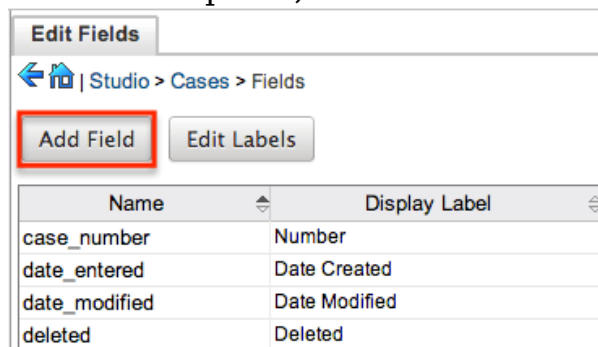 Edit Fields
| Studio > Cases > Fields
Add Field Edit Labels
Name Display Label
case_number Number
date_entered Date Created
date_modified Date Modified
deleted Deleted